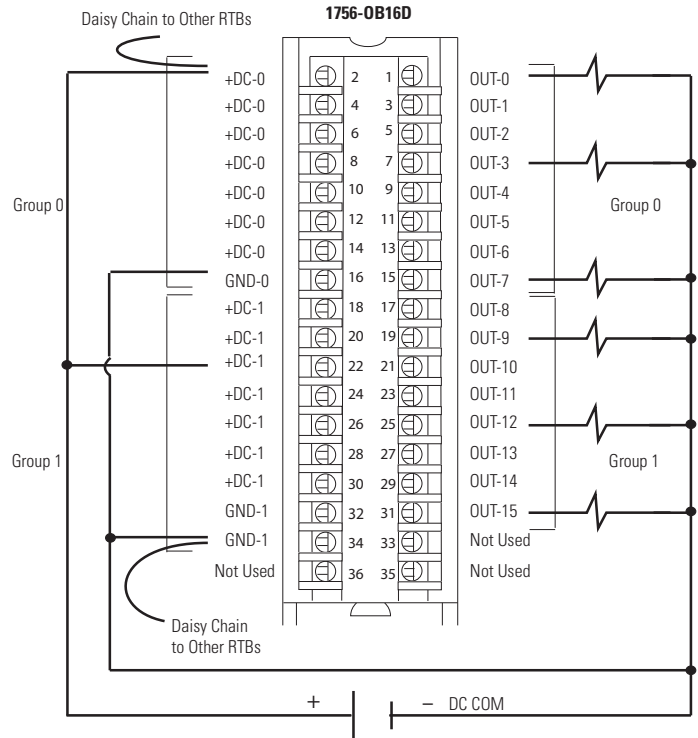 Daisy Chain to Other RTBs
1756-OB16D
+DC-0 2 1 OUT-0
+DC-0 4 3 OUT-1
+DC-0 6 5 OUT-2
+DC-0 8 7 OUT-3
Group 0 +DC-0 10 9 OUT-4 Group 0
+DC-0 12 11 OUT-5
+DC-0 14 13 OUT-6
GND-0 16 15 OUT-7
+DC-1 18 17 OUT-8
+DC-1 20 19 OUT-9
+DC-1 22 21 OUT-10
+DC-1 24 23 OUT-11
+DC-1 26 25 OUT-12
Group 1 +DC-1 28 27 OUT-13 Group 1
+DC-1 30 29 OUT-14
GND-1 32 31 OUT-15
GND-1 34 33 Not Used
Not Used 36 35 Not Used
Daisy Chain
to Other RTBs
+ − DC COM